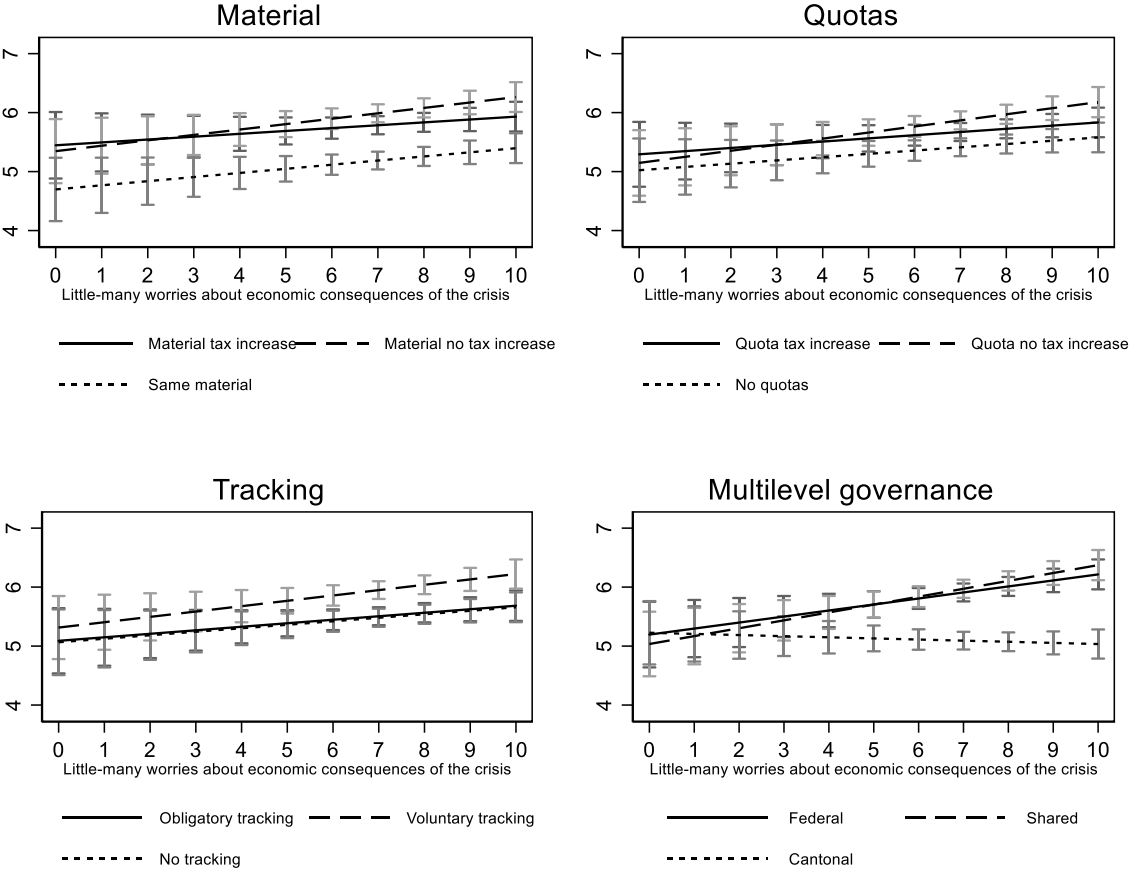 Material
Quotas
7
6
5
4
7
6
5
4
0 1 2 3 4 5 6 7 8 9 10
0 1 2 3 4 5 6 7 8 9 10
Little-many worries about economic consequences of the crisis
Little-many worries about economic consequences of the crisis
Material tax increase Material no tax increase
Quota tax increase Quota no tax increase
Same material
No quotas
Tracking
Multilevel governance
7
6
5
4
7
6
5
4
0 1 2 3 4 5 6 7 8 9 10
0 1 2 3 4 5 6 7 8 9 10
Little-many worries about economic consequences of the crisis
Little-many worries about economic consequences of the crisis
Obligatory tracking Voluntary tracking
Federal Shared
No tracking
Cantonal